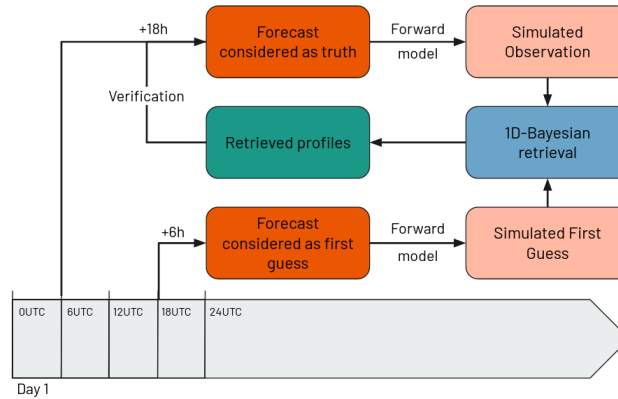 +18h
Forecast
considered as truth
Forward
model
Simulated
Observation
Verification
Retrieved profiles
1D-Bayesian
retrieval
+6h
Forecast
considered as first
guess
Forward
model
Simulated First
Guess
0UTC
6UTC
12UTC
18UTC
24UTC
Day 1